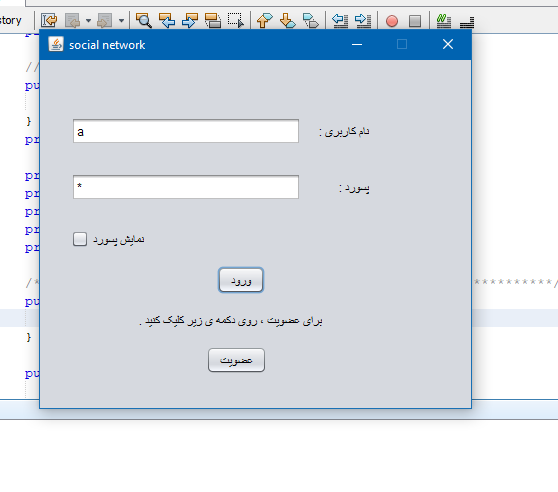 story
social network
pu
//
pu
}
pr
نام کاربری :
a
pr
pr
پسورد :
*
pr
pr
pr
نمایش پسورد
/*
**********/
ورود
pu
برای عضویت ، روی دکمه ی زیر کلیک کنید .
}
عضویت
pu